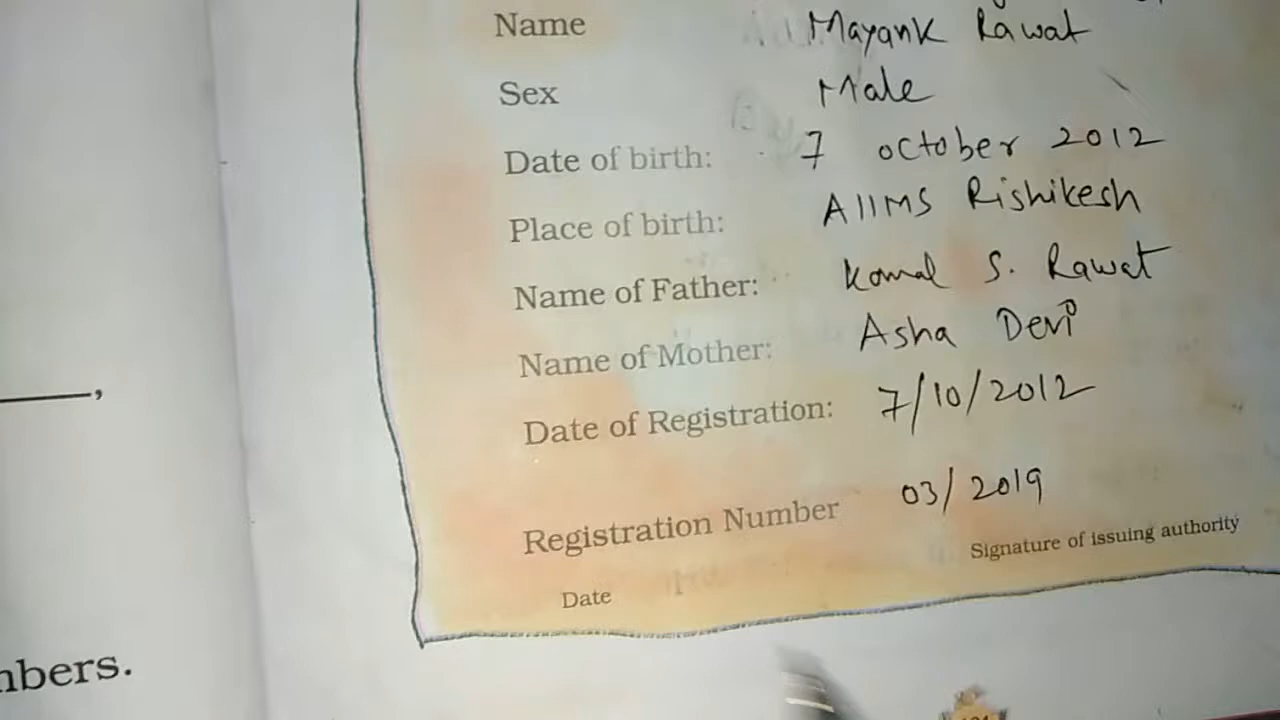 Name Mayank Rawat
Sex Male
Date of birth: 7 october 2012
Place of birth: AIIMS Rishikesh
Name of Father: Komal S. Rawat
Name of Mother: Asha Devi
Date of Registration: 7/10/2012
Registration Number 03/2019
Signature of issuing authority
Date
,
mbers.